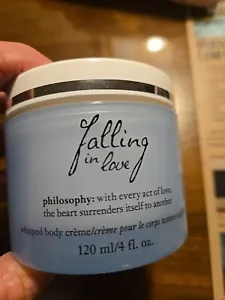 falling
in love
philosophy: with every act of love,
the heart surrenders itself to another
whipped body crème/crème pour le corps
120 ml/4 fl. oz.